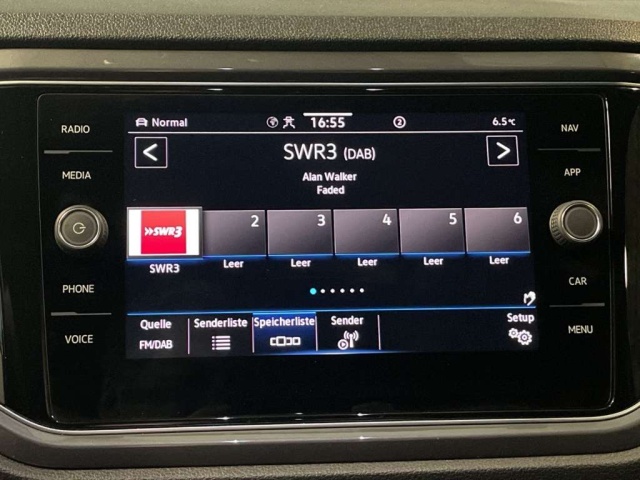 RADIO
MEDIA
PHONE
VOICE
Normal
16:55
2
6.5°C
< SWR3 (DAB) >
Alan Walker
Faded
»SWR3
2
3
4
5
6
SWR3
Leer
Leer
Leer
Leer
Leer
Quelle
FM/DAB
Senderliste
Speicherliste
Sender
Setup
NAV
APP
CAR
MENU